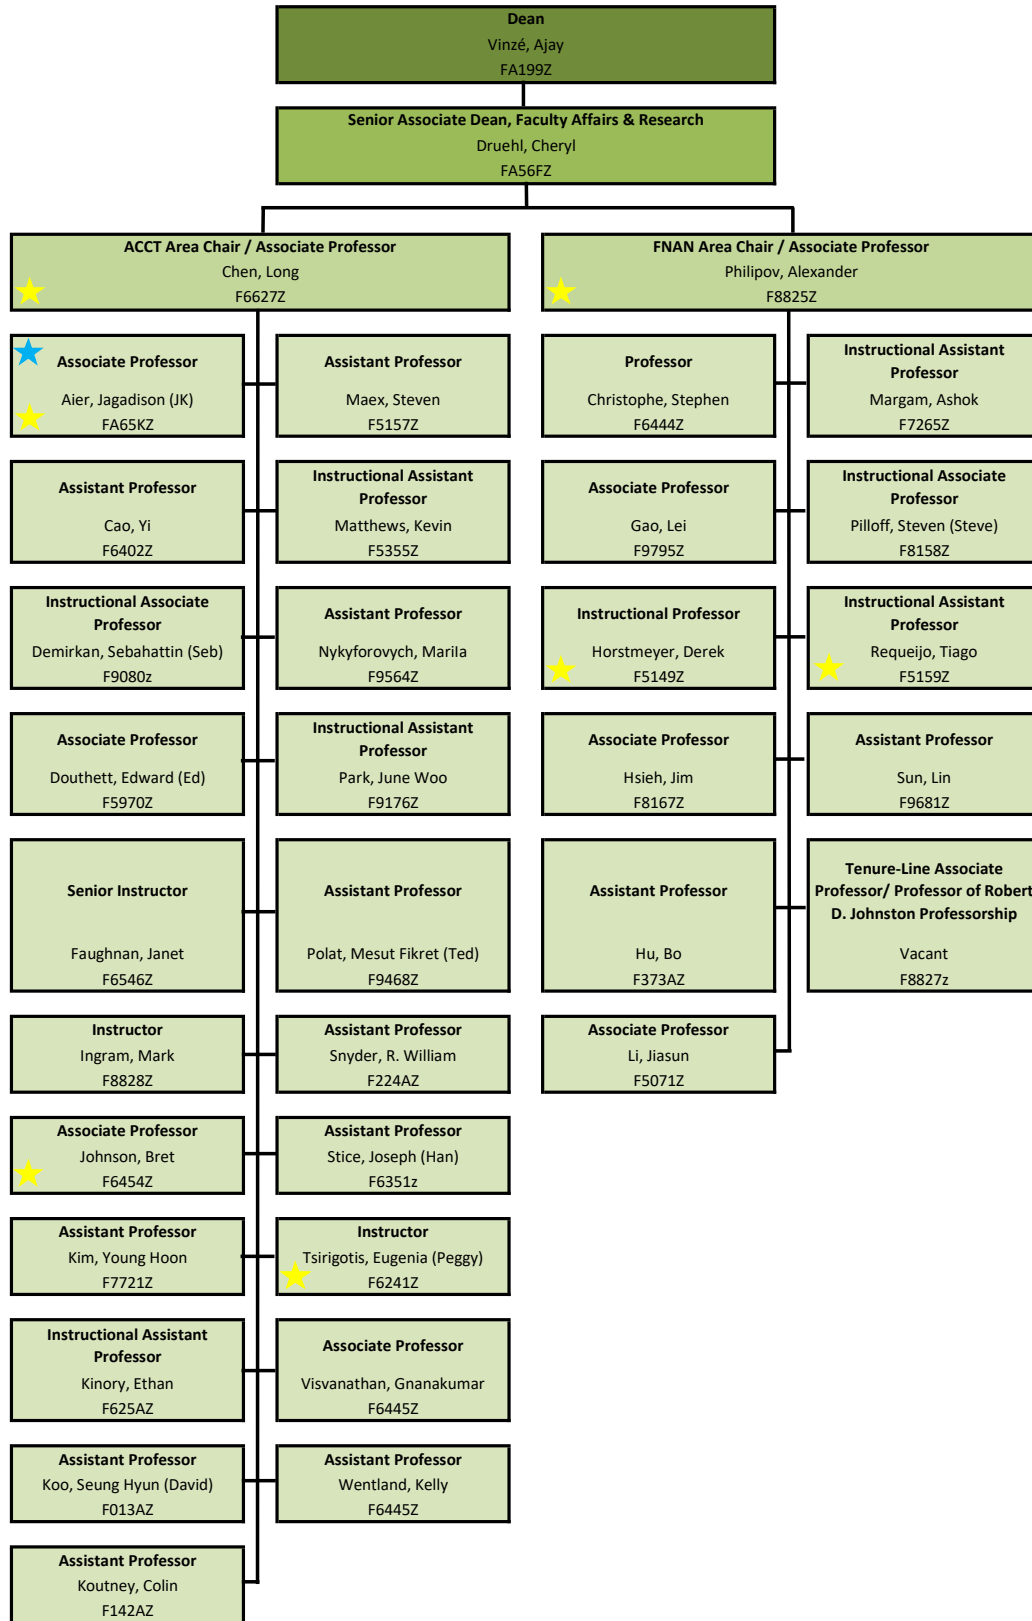 Dean
Vinzé, Ajay
FA199Z
Senior Associate Dean, Faculty Affairs & Research
Druehl, Cheryl
FA56FZ
ACCT Area Chair / Associate Professor
Chen, Long
F6627Z
FNAN Area Chair / Associate Professor
Philipov, Alexander
F8825Z
Associate Professor
Aier, Jagadison (JK)
FA65KZ
Assistant Professor
Maex, Steven
F5157Z
Professor
Christophe, Stephen
F6444Z
Instructional Assistant
Professor
Margam, Ashok
F7265Z
Assistant Professor
Cao, Yi
F6402Z
Instructional Assistant
Professor
Matthews, Kevin
F5355Z
Associate Professor
Gao, Lei
F9795Z
Instructional Associate
Professor
Pilloff, Steven (Steve)
F8158Z
Instructional Associate
Professor
Demirkan, Sebahattin (Seb)
F9080z
Assistant Professor
Nykyforovych, Mariia
F9564Z
Instructional Professor
Horstmeyer, Derek
F5149Z
Instructional Assistant
Professor
Requeijo, Tiago
F5159Z
Associate Professor
Douthett, Edward (Ed)
F5970Z
Instructional Assistant
Professor
Park, June Woo
F9176Z
Associate Professor
Hsieh, Jim
F8167Z
Assistant Professor
Sun, Lin
F9681Z
Senior Instructor
Faughnan, Janet
F6546Z
Assistant Professor
Polat, Mesut Fikret (Ted)
F9468Z
Assistant Professor
Hu, Bo
F373AZ
Tenure-Line Associate
Professor/ Professor of Robert
D. Johnston Professorship
Vacant
F8827z
Instructor
Ingram, Mark
F8828Z
Assistant Professor
Snyder, R. William
F224AZ
Associate Professor
Li, Jiasun
F5071Z
Associate Professor
Johnson, Bret
F6454Z
Assistant Professor
Stice, Joseph (Han)
F6351z
Assistant Professor
Kim, Young Hoon
F7721Z
Instructor
Tsirigotis, Eugenia (Peggy)
F6241Z
Instructional Assistant
Professor
Kinory, Ethan
F625AZ
Associate Professor
Visvanathan, Gnanakumar
F6445Z
Assistant Professor
Koo, Seung Hyun (David)
F013AZ
Assistant Professor
Wentland, Kelly
F6445Z
Assistant Professor
Koutney, Colin
F142AZ